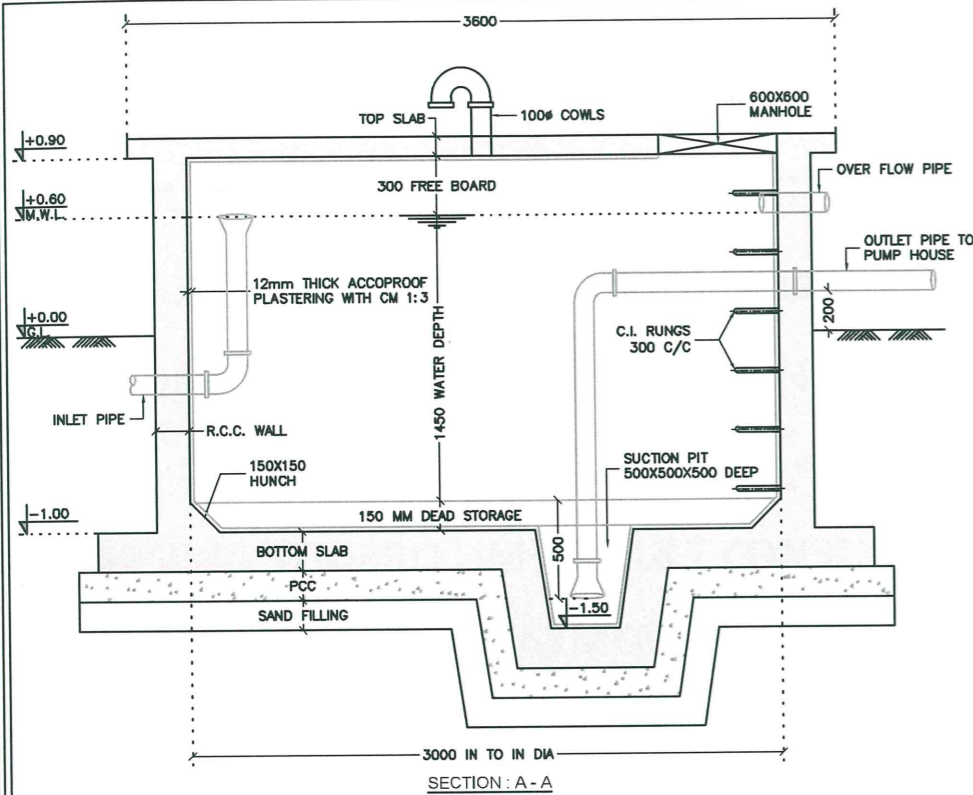 3600
100ø COWLS
600X600
MANHOLE
TOP SLAB
+0.90
300 FREE BOARD
OVER FLOW PIPE
+0.60
M.W.L.
OUTLET PIPE TO
PUMP HOUSE
12mm THICK ACCOPROOF
PLASTERING WITH CM 1:3
+0.00
G.L.
200
C.I. RUNGS
300 C/C
1450 WATER DEPTH
INLET PIPE
R.C.C. WALL
150X150
HUNCH
SUCTION PIT
500X500X500 DEEP
-1.00
150 MM DEAD STORAGE
500
BOTTOM SLAB
PCC
-1.50
SAND FILLING
3000 IN TO IN DIA
SECTION : A - A